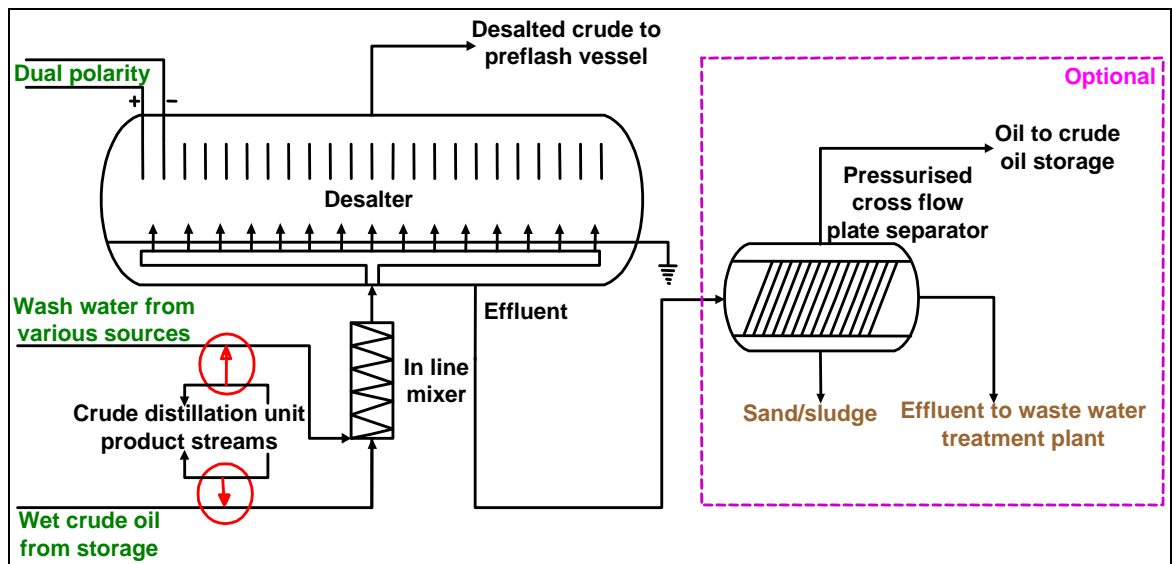 Desalted crude to
preflash vessel
Dual polarity
+ −
Optional
Oil to crude
oil storage
Pressurised
cross flow
plate separator
Desalter
Wash water from
various sources
Effluent
In line
mixer
Crude distillation unit
product streams
Sand/sludge
Effluent to waste water
treatment plant
Wet crude oil
from storage